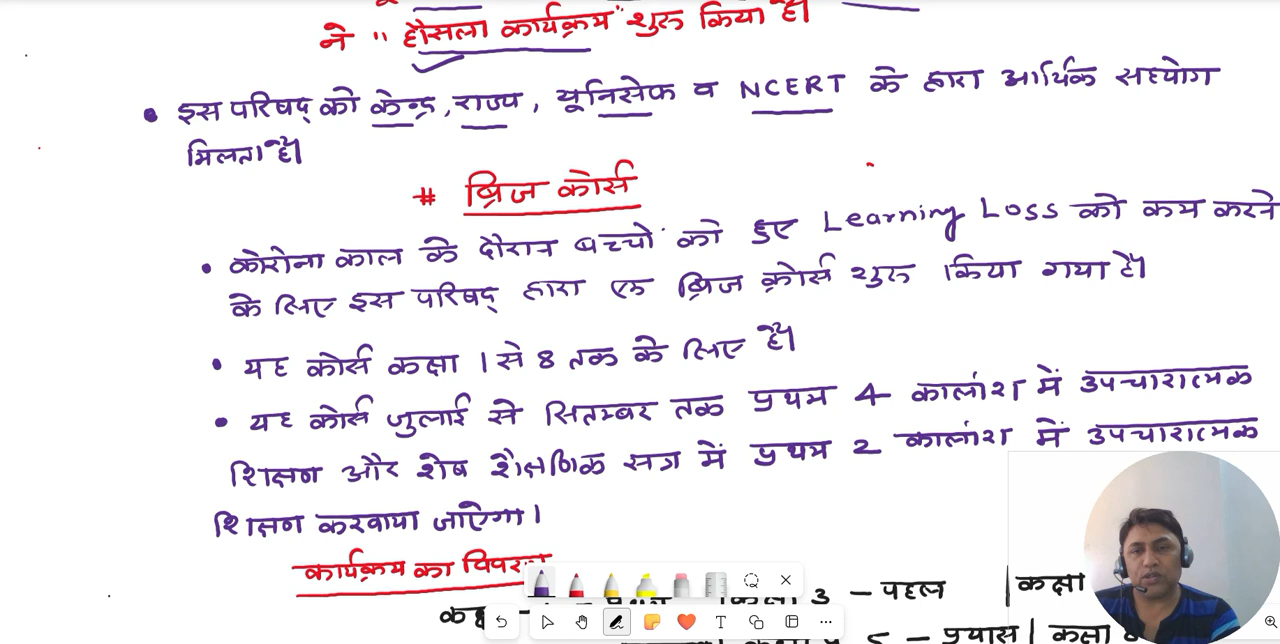 ने "हौसला कार्यक्रम" शुरू किया है।
• इस परिषद् को केन्द्र, राज्य, यूनिसेफ व NCERT के द्वारा आर्थिक सहयोग
मिलता है।
# ब्रिज कोर्स
• कोरोना काल के दौरान बच्चों को हुए Learning Loss को कम करने
के लिए इस परिषद् द्वारा एक ब्रिज कोर्स शुरू किया गया है।
• यह कोर्स कक्षा 1 से 8 तक के लिए है।
• यह कोर्स जुलाई से सितम्बर तक प्रथम 4 कालांश में उपचारात्मक
शिक्षण और शेष शैक्षणिक सत्र में प्रथम 2 कालांश में उपचारात्मक
शिक्षण करवाया जाऐगा।
कार्यक्रम का विवरण
3 - पहल | कक्षा
5 - प्रयास | कक्षा